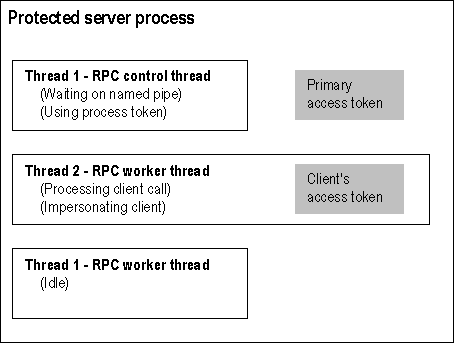 Protected server process
Thread 1 - RPC control thread
(Waiting on named pipe)
(Using process token)
Primary
access token
Thread 2 - RPC worker thread
(Processing client call)
(Impersonating client)
Client's
access token
Thread 1 - RPC worker thread
(Idle)